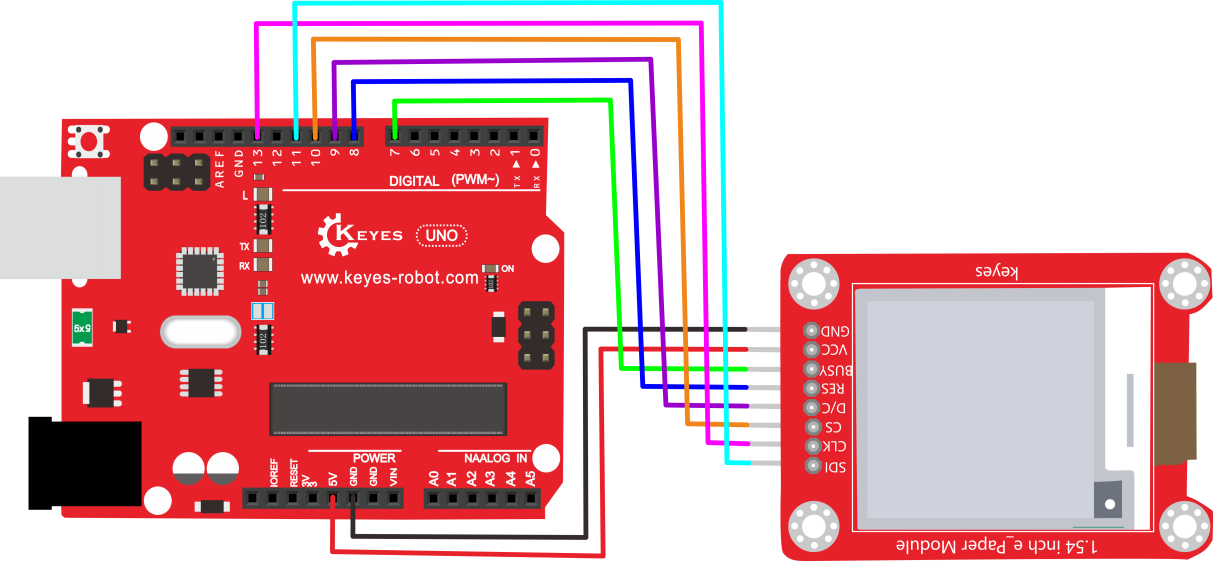 AREF
GND
13
12
11
10
9
8
7
6
5
4
3
2
TX ▶ 1
RX ▶ 0
DIGITAL (PWM~)
L
102
TX
RX
KEYES UNO
www.keyes-robot.com
ON
102
5x5
102
POWER
NAALOG IN
IOREF
RESET
3V
3
5V
GND
GND
VIN
A0
A1
A2
A3
A4
A5
keyes
GND
VCC
BUSY
RES
D/C
CS
CLK
SDI
1.54 inch e_Paper Module